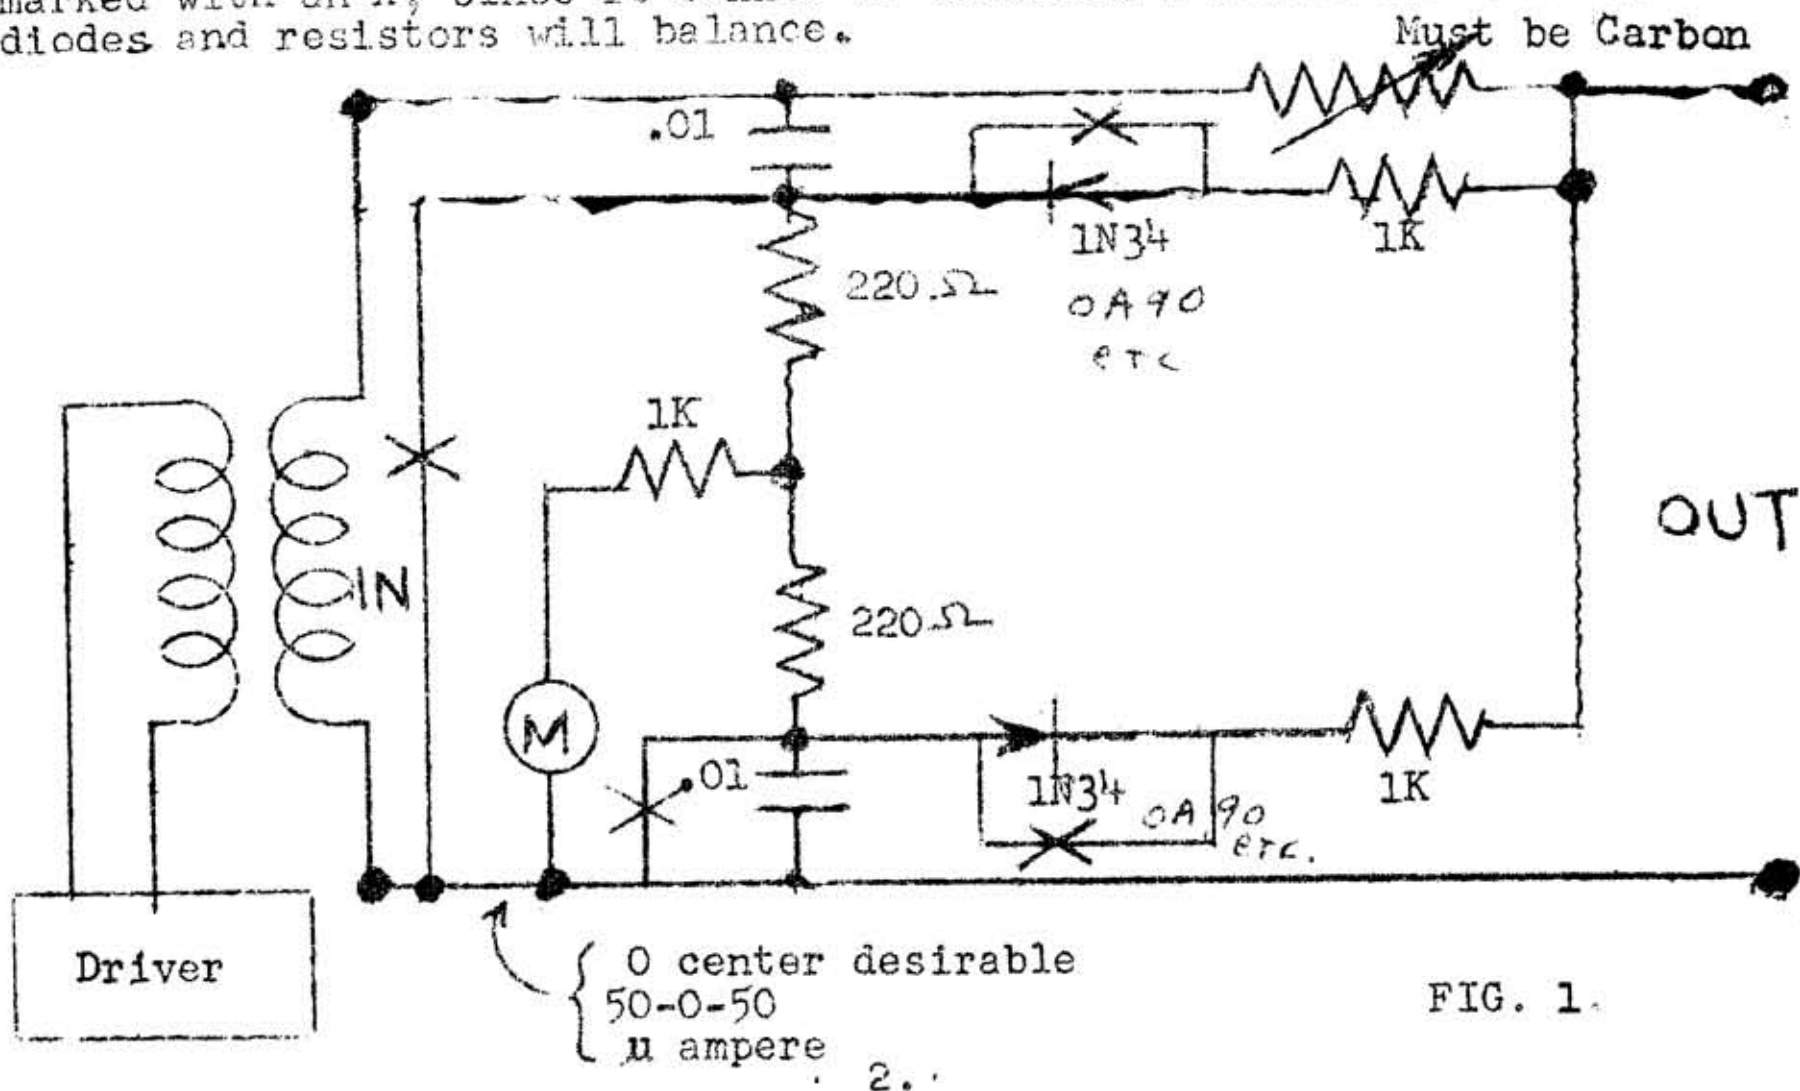 diodes and resistors will balance.
Must be Carbon
.01
1N34
OA90
etc
1K
220Ω
1K
IN
OUT
220Ω
M
.01
1N34
OA90
etc.
1K
Driver
0 center desirable
50-0-50
µ ampere
FIG. 1.
2.